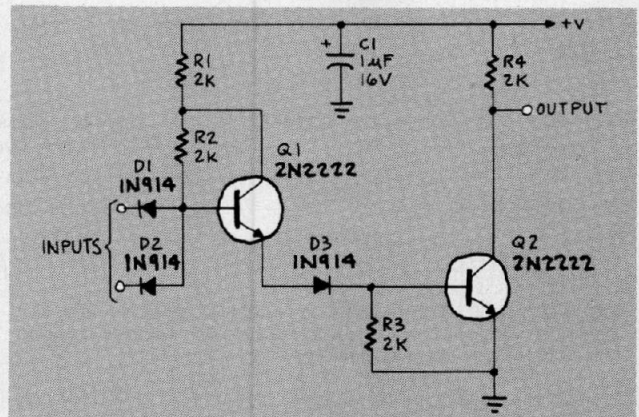 +V
R1
2K
+
C1
1µF
16V
R4
2K
OUTPUT
R2
2K
Q1
2N2222
D1
1N914
INPUTS
D2
1N914
D3
1N914
Q2
2N2222
R3
2K